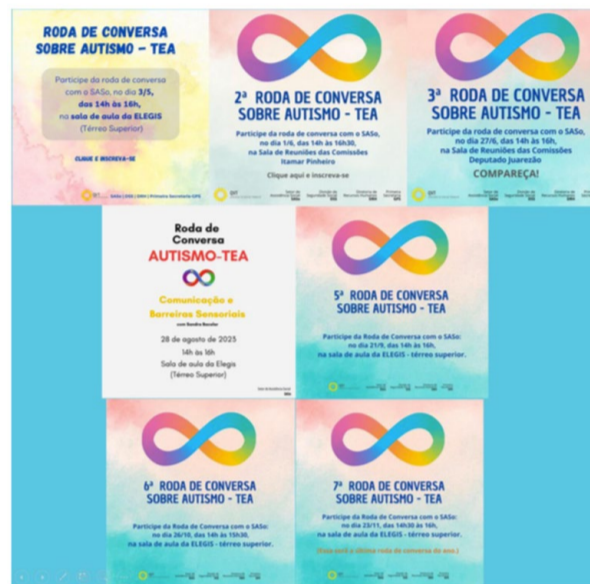 RODA DE CONVERSA
SOBRE AUTISMO – TEA
Participe da roda de conversa
com o SASo, no dia 3/5,
das 14h às 16h,
na sala de aula da ELEGIS
(Térreo Superior)
CLIQUE E INSCREVA-SE
2ª RODA DE CONVERSA
SOBRE AUTISMO - TEA
Participe da roda de conversa com o SASo,
no dia 1/6, das 14h às 16h30,
na Sala de Reuniões das Comissões
Itamar Pinheiro
Clique aqui e inscreva-se
3ª RODA DE CONVERSA
SOBRE AUTISMO - TEA
Participe da roda de conversa com o SASo,
no dia 27/6, das 14h às 16h,
na Sala de Reuniões das Comissões
Deputado Juarezão
COMPAREÇA!
Roda de
Conversa
AUTISMO-TEA
Comunicação e
Barreiras Sensoriais
28 de agosto de 2023
14h às 16h
Sala de aula da Elegis
(Térreo Superior)
5ª RODA DE CONVERSA
SOBRE AUTISMO - TEA
Participe da Roda de Conversa com o SASo:
no dia 21/9, das 14h às 16h,
na sala de aula da ELEGIS - térreo superior.
6ª RODA DE CONVERSA
SOBRE AUTISMO - TEA
Participe da Roda de Conversa com o SASo:
no dia 26/10, das 14h às 15h30,
na sala de aula da ELEGIS - térreo superior.
7ª RODA DE CONVERSA
SOBRE AUTISMO - TEA
Participe da Roda de Conversa com o SASo:
no dia 23/11, das 14h30 às 16h,
na sala de aula da ELEGIS - térreo superior.
(Essa será a última roda de conversa do ano.)